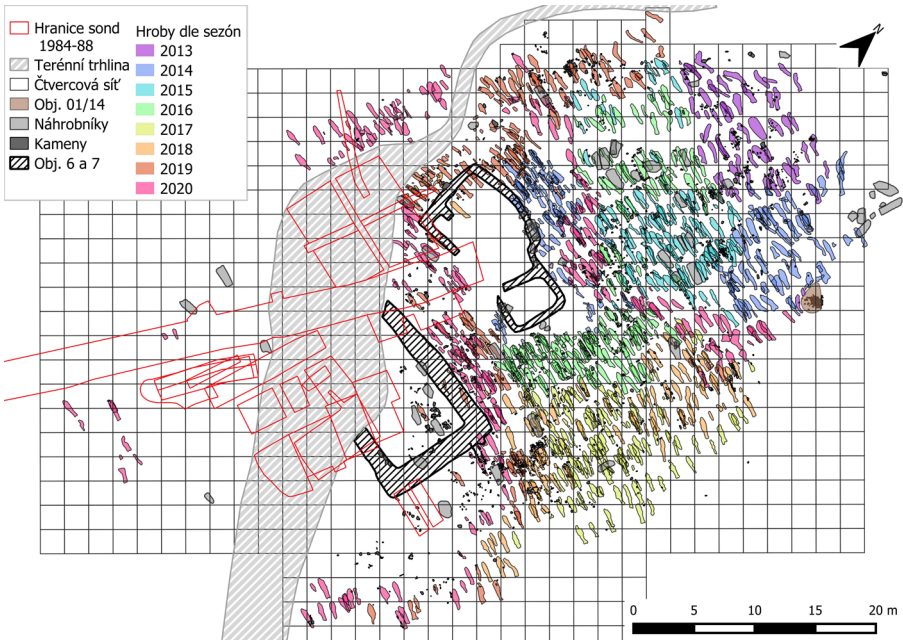 Hranice sond
1984-88
Terénní trhlina
Čtvercová síť
Obj. 01/14
Náhrobníky
Kameny
Obj. 6 a 7
Hroby dle sezón
2013
2014
2015
2016
2017
2018
2019
2020
N
0 5 10 15 20 m